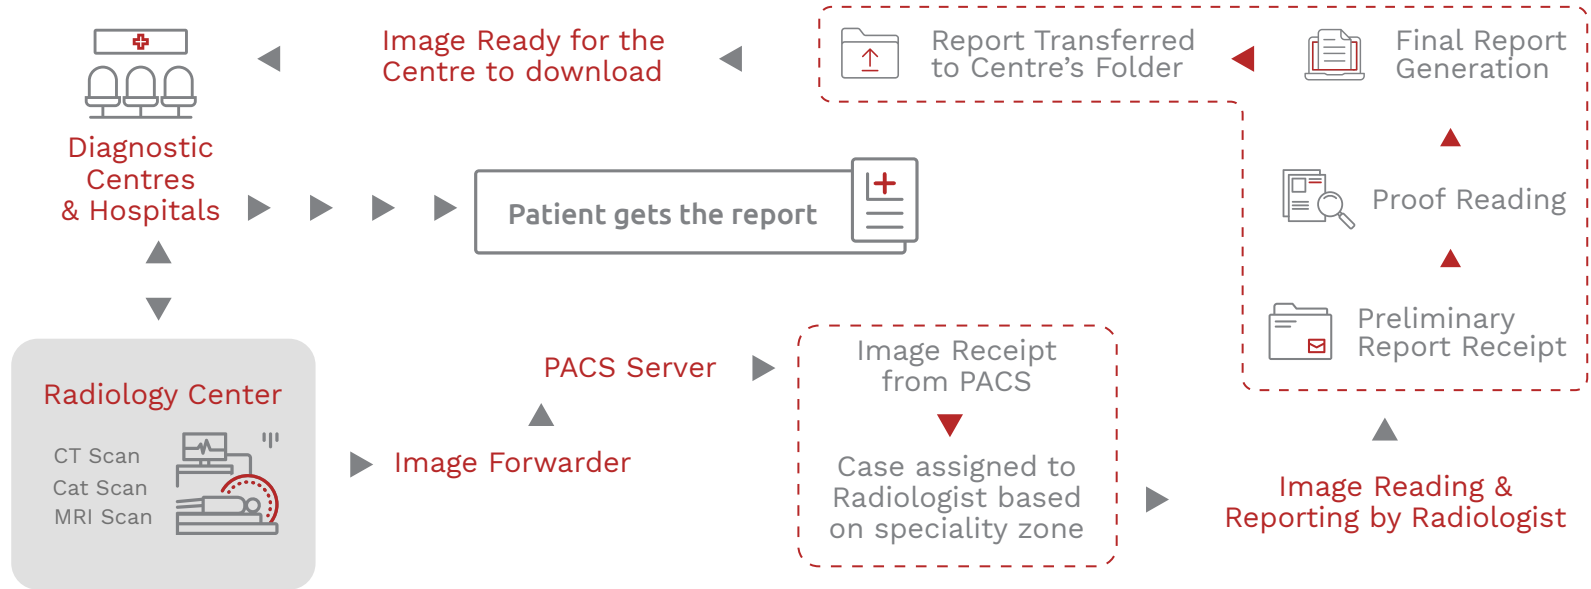 Image Ready for the
Centre to download
Report Transferred
to Centre's Folder
Final Report
Generation
Diagnostic
Centres
& Hospitals
Patient gets the report
Proof Reading
Preliminary
Report Receipt
Radiology Center
CT Scan
Cat Scan
MRI Scan
Image Forwarder
PACS Server
Image Receipt
from PACS
Case assigned to
Radiologist based
on speciality zone
Image Reading &
Reporting by Radiologist